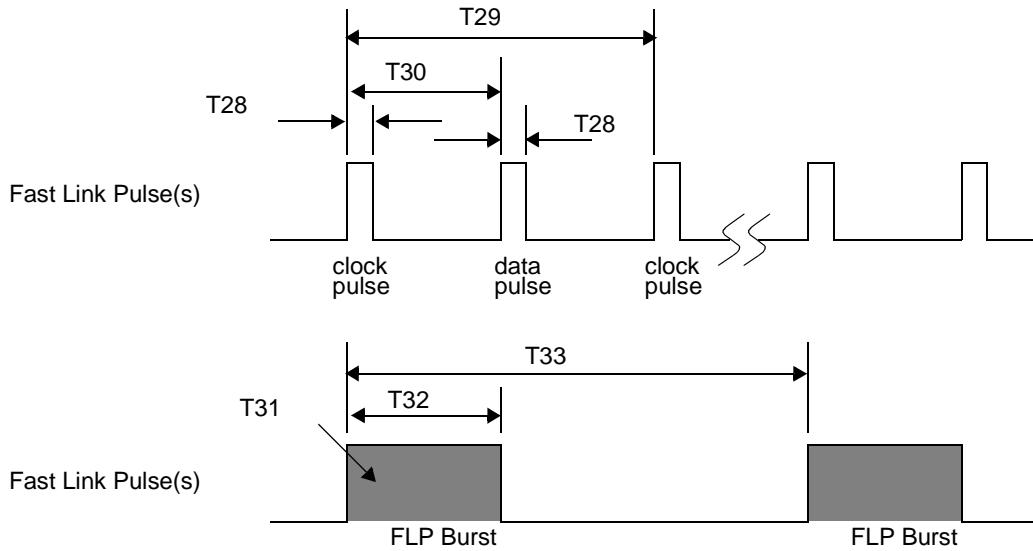 T29
T30
T28
T28
Fast Link Pulse(s)
clock
pulse
data
pulse
clock
pulse
T33
T32
T31
Fast Link Pulse(s)
FLP Burst
FLP Burst